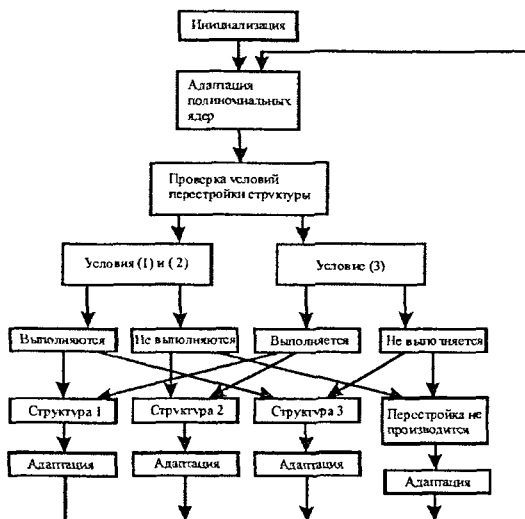 Инициализация
Адаптация
полиномиальных
ядер
Проверка условий
перестройки структуры
Условия (1) и (2)
Условие (3)
Выполняются
Не выполняются
Выполняется
Не выполняется
Структура 1
Структура 2
Структура 3
Перестройка не
производится
Адаптация
Адаптация
Адаптация
Адаптация